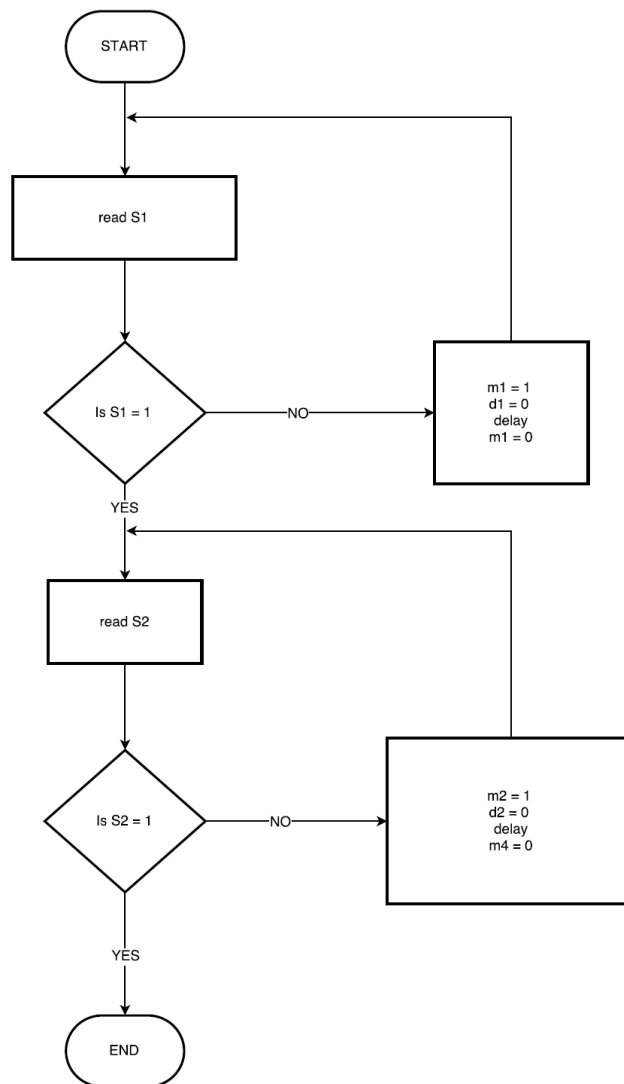 START
read S1
Is S1 = 1
NO
m1 = 1
d1 = 0
delay
m1 = 0
YES
read S2
Is S2 = 1
NO
m2 = 1
d2 = 0
delay
m4 = 0
YES
END